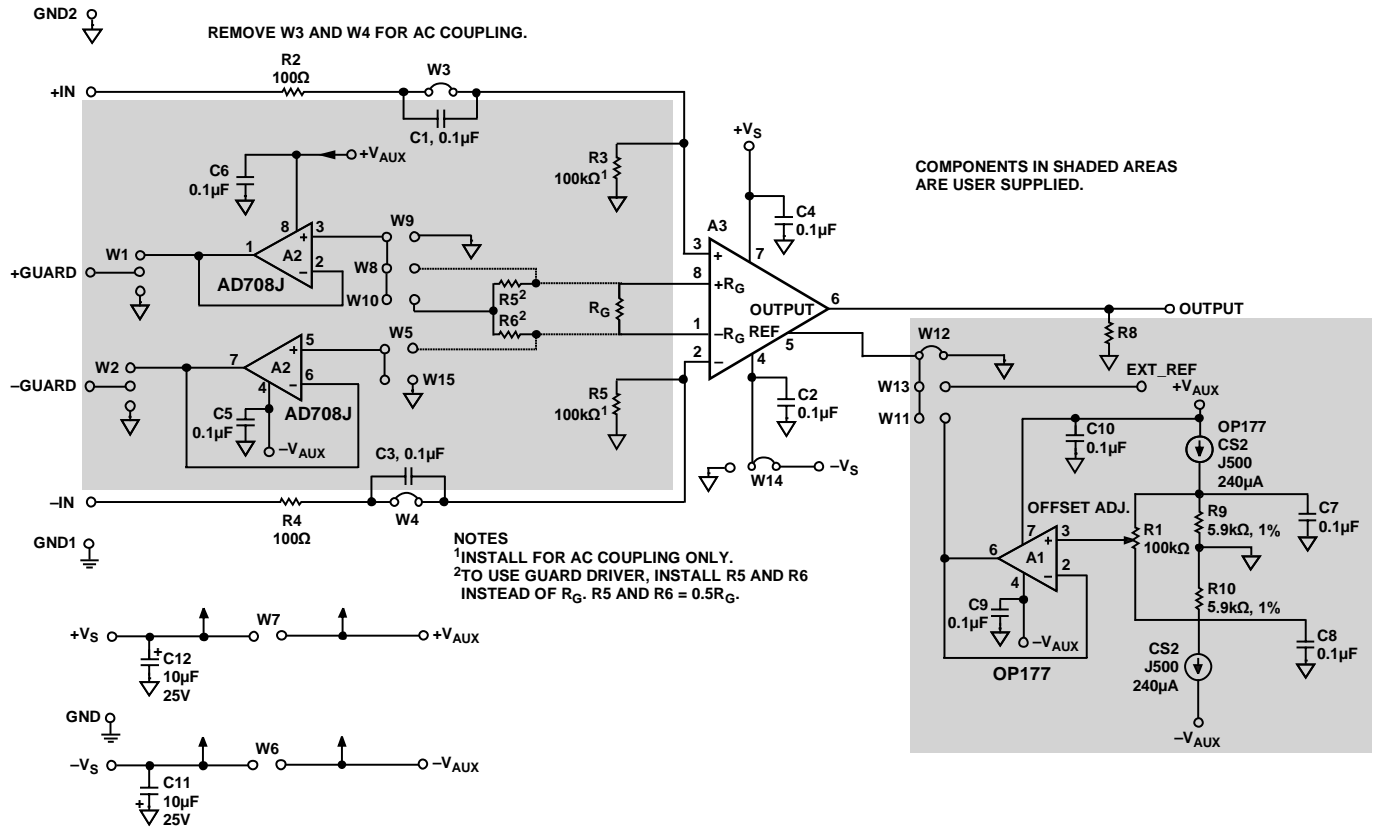 GND2
REMOVE W3 AND W4 FOR AC COUPLING.
R2
100Ω
W3
+IN
C1, 0.1µF
+VAUX
C6
0.1µF
8
3
1
A2
+
2
–
AD708J
W1
+GUARD
W9
W8
W10
R5²
R6²
RG
R3
100kΩ¹
+VS
C4
0.1µF
A3
7
3
+
8
+RG
OUTPUT
6
1
–RG
REF
5
2
–
4
OUTPUT
R8
COMPONENTS IN SHADED AREAS
ARE USER SUPPLIED.
W2
–GUARD
7
A2
5
+
6
–
4
AD708J
C5
0.1µF
–VAUX
W5
W15
R5
100kΩ¹
C2
0.1µF
W14
–VS
C3, 0.1µF
–IN
R4
100Ω
W4
GND1
NOTES
¹INSTALL FOR AC COUPLING ONLY.
²TO USE GUARD DRIVER, INSTALL R5 AND R6
INSTEAD OF RG. R5 AND R6 = 0.5RG.
W12
W13
W11
EXT_REF
+VAUX
C10
0.1µF
OP177
CS2
J500
240µA
OFFSET ADJ.
R1
100kΩ
R9
5.9kΩ, 1%
C7
0.1µF
7
3
+
6
A1
2
–
4
C9
0.1µF
–VAUX
OP177
R10
5.9kΩ, 1%
C8
0.1µF
CS2
J500
240µA
–VAUX
+VS
W7
+VAUX
+
C12
10µF
25V
GND
–VS
W6
–VAUX
+
C11
10µF
25V